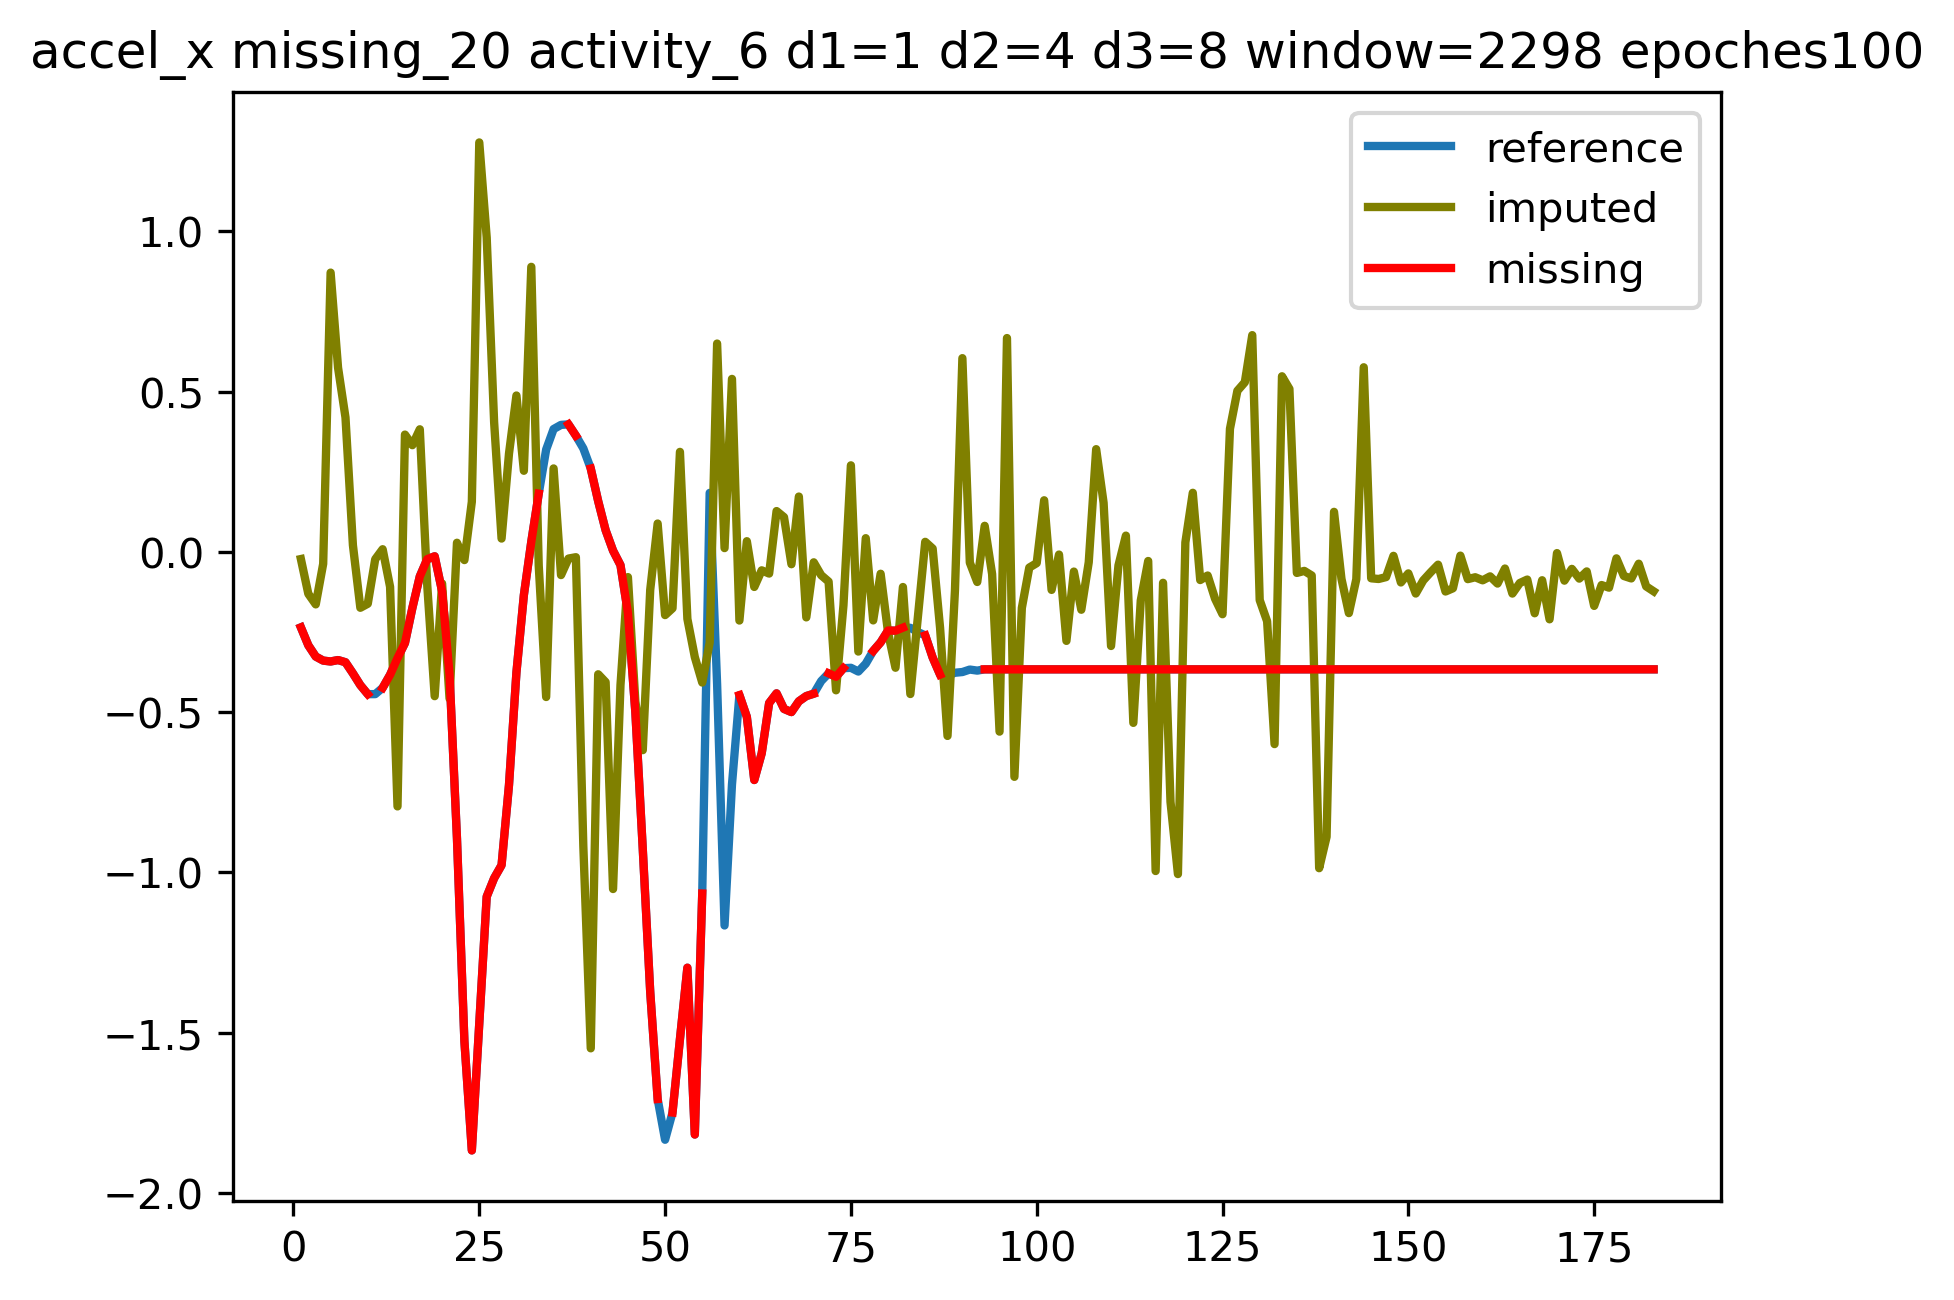 accel_x missing_20 activity_6 d1=1 d2=4 d3=8 window=2298 epoches100
reference
imputed
missing
1.0
0.5
0.0
−0.5
−1.0
−1.5
−2.0
0 25 50 75 100 125 150 175